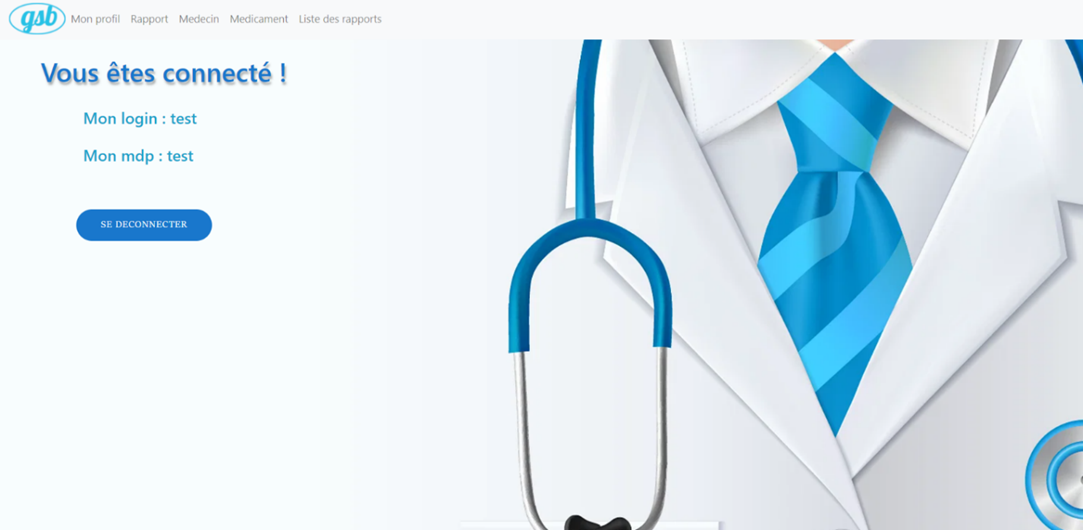 gsb Mon profil Rapport Medecin Medicament Liste des rapports
Vous êtes connecté !
Mon login : test
Mon mdp : test
SE DECONNECTER